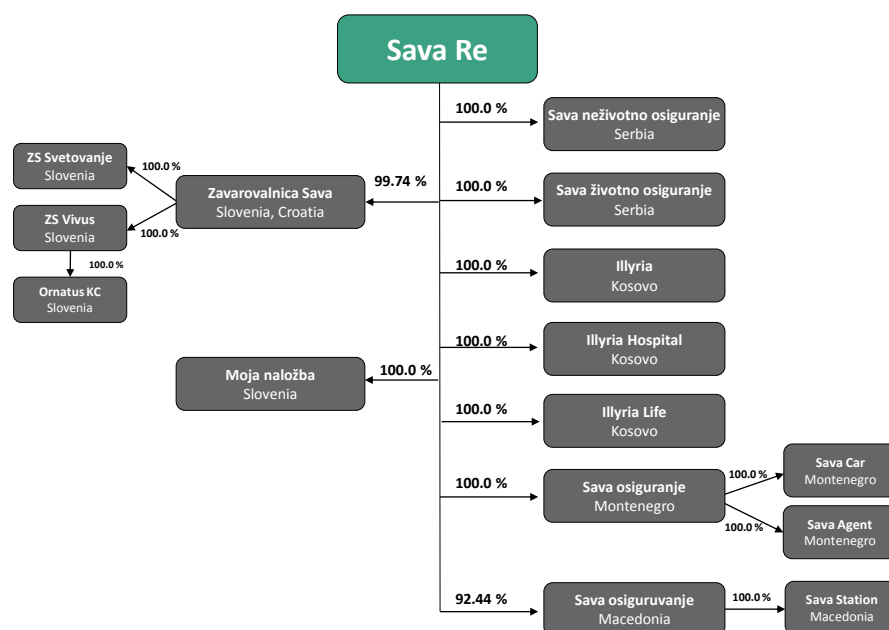 Sava Re
100.0 %
Sava neživotno osiguranje
Serbia
ZS Svetovanje
Slovenia
100.0 %
Zavarovalnica Sava
Slovenia, Croatia
99.74 %
100.0 %
Sava životno osiguranje
Serbia
ZS Vivus
Slovenia
100.0 %
100.0 %
Ornatus KC
Slovenia
100.0 %
Illyria
Kosovo
100.0 %
Illyria Hospital
Kosovo
Moja naložba
Slovenia
100.0 %
100.0 %
Illyria Life
Kosovo
100.0 %
Sava osiguranje
Montenegro
100.0 %
Sava Car
Montenegro
100.0 %
Sava Agent
Montenegro
92.44 %
Sava osiguruvanje
Macedonia
100.0 %
Sava Station
Macedonia